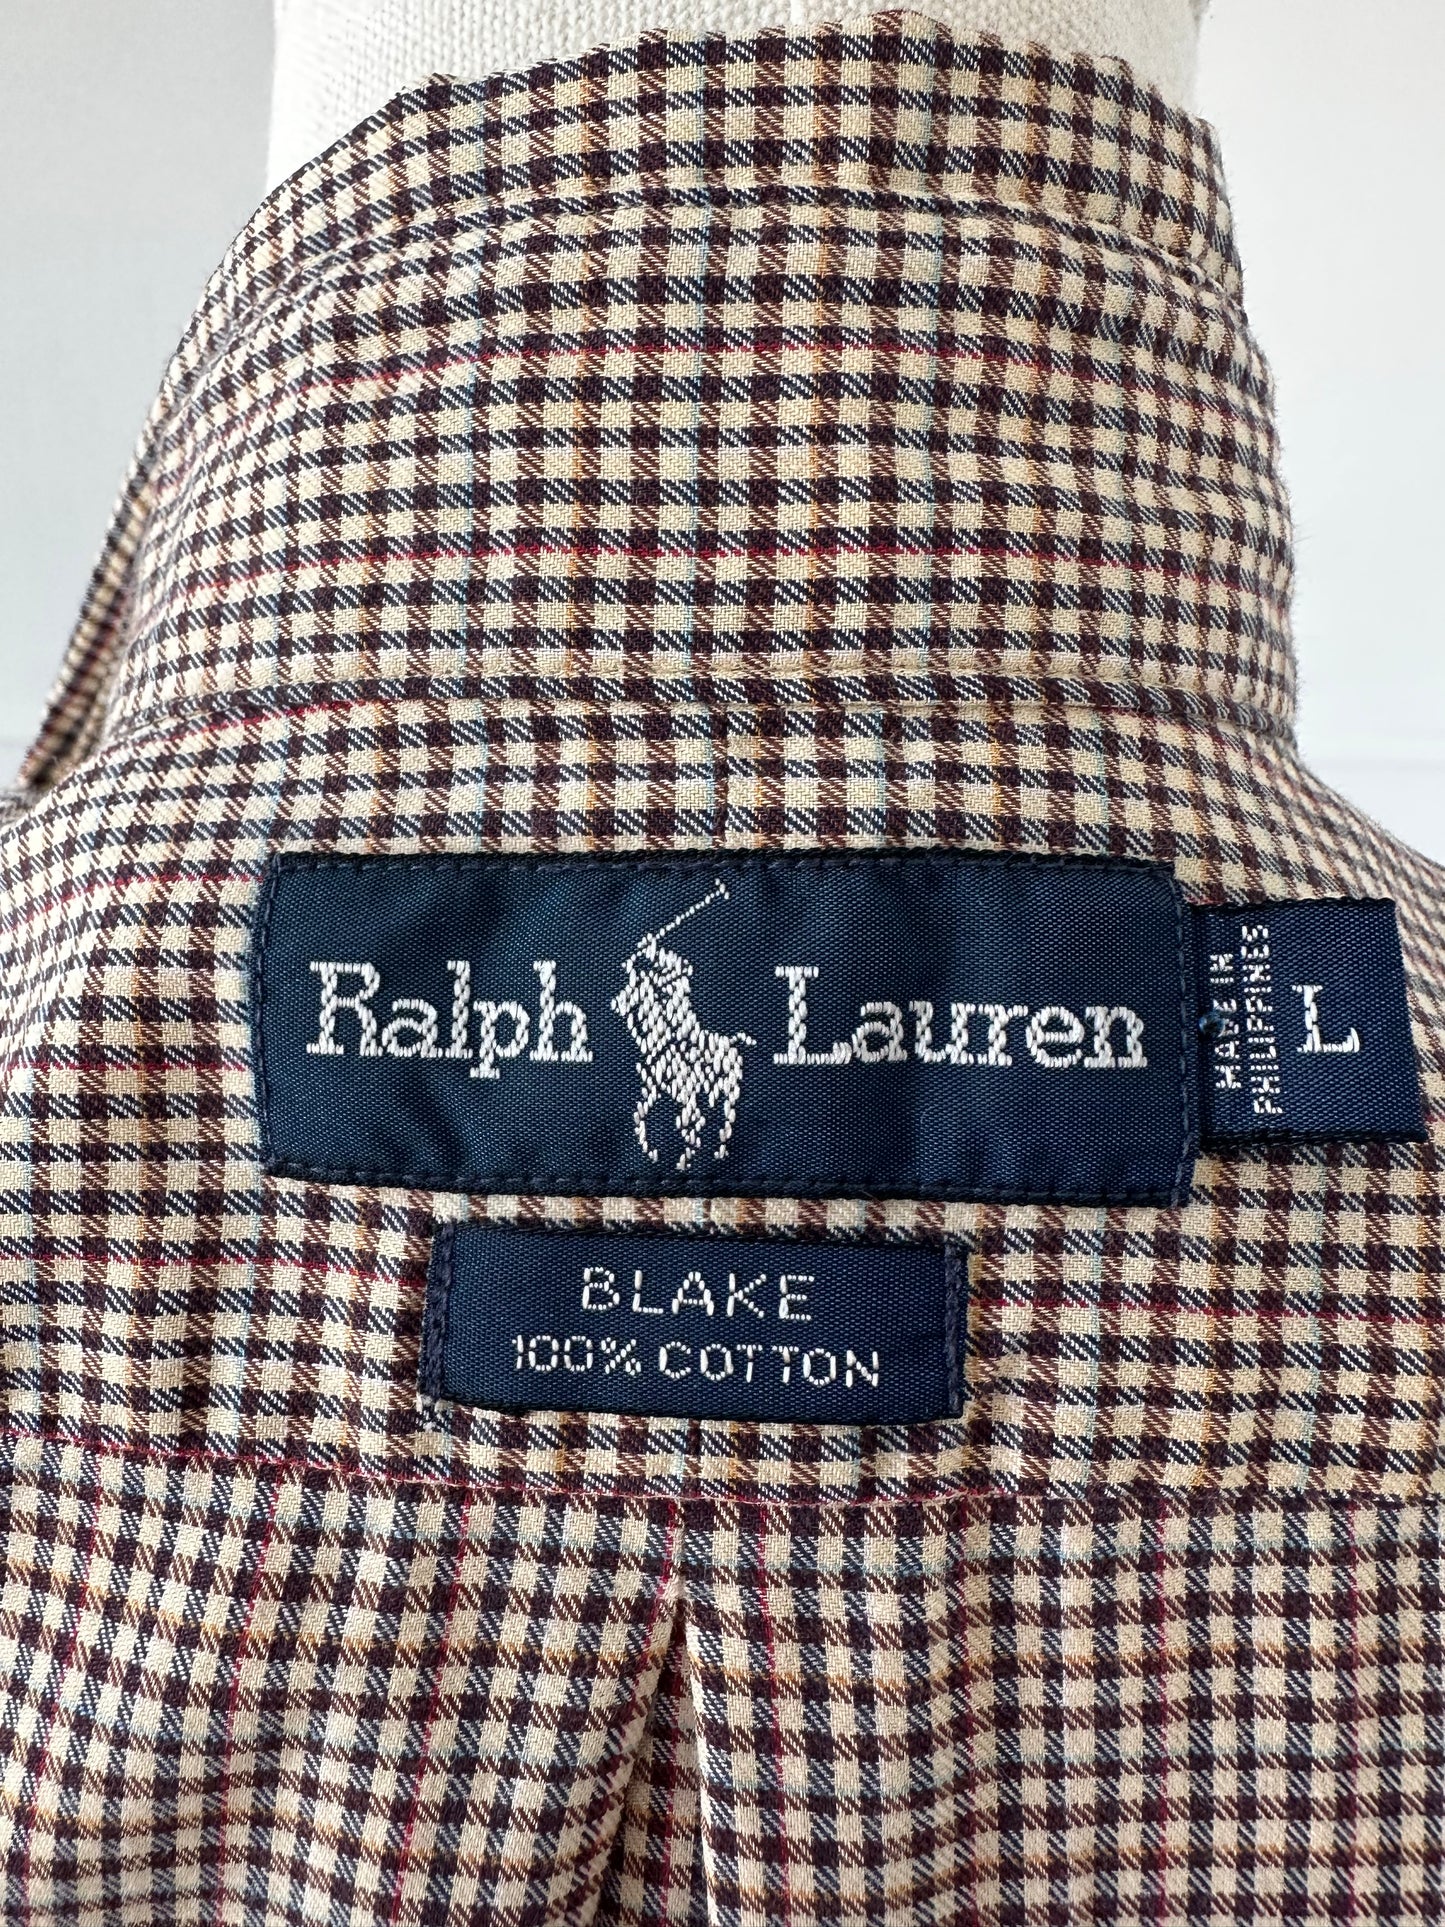 Ralph Lauren
MADE IN
PHILIPPINES
L
BLAKE
100% COTTON